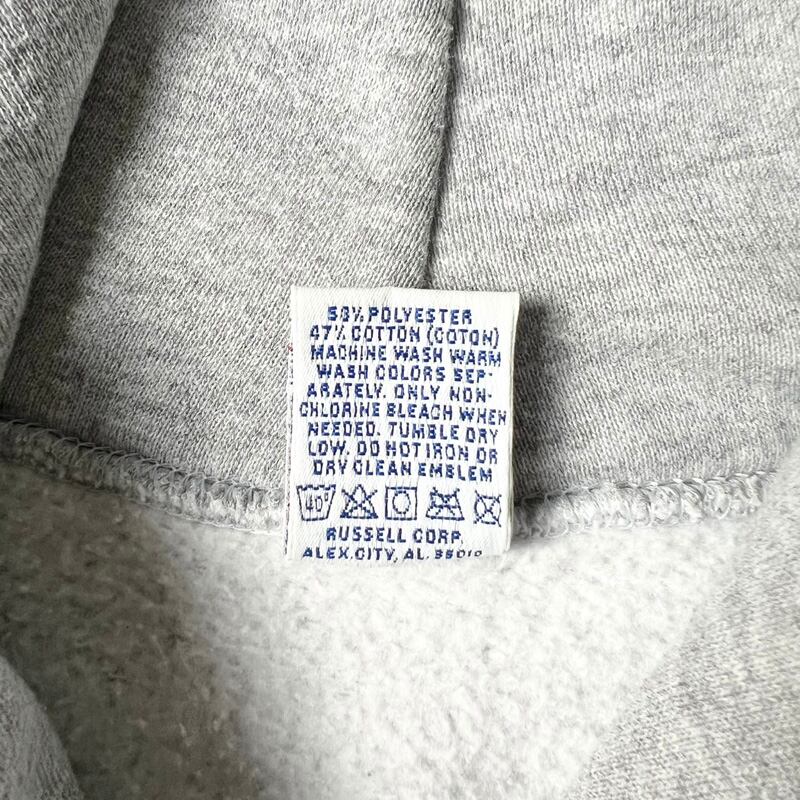 53% POLYESTER
47% COTTON (COTON)
MACHINE WASH WARM
WASH COLORS SEP-
ARATELY. ONLY NON-
CHLORINE BLEACH WHEN
NEEDED. TUMBLE DRY
LOW. DO NOT IRON OR
DRY CLEAN EMBLEM
40°
RUSSELL CORP.
ALEX.CITY, AL.